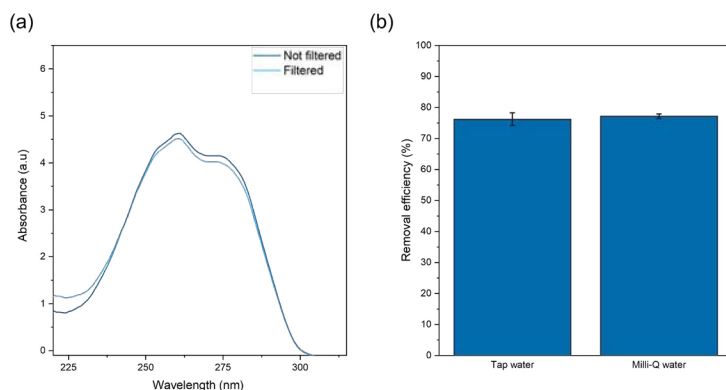 (a)
(b)
Not filtered
Filtered
6
5
4
3
2
1
0
Absorbance (a.u)
225
250
275
300
Wavelength (nm)
100
90
80
70
60
50
40
30
20
10
0
Removal efficiency (%)
Tap water
Milli-Q water